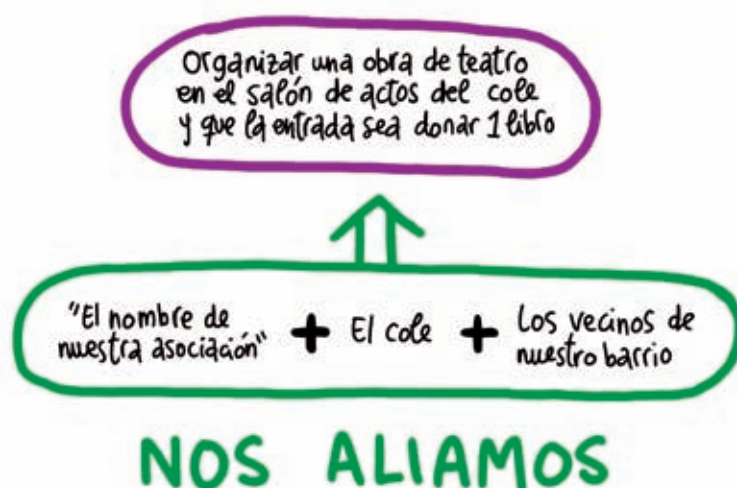 Organizar una obra de teatro
en el salón de actos del cole
y que la entrada sea donar 1 libro
"El nombre de
nuestra asociación" + El cole + Los vecinos de
nuestro barrio
NOS ALIAMOS